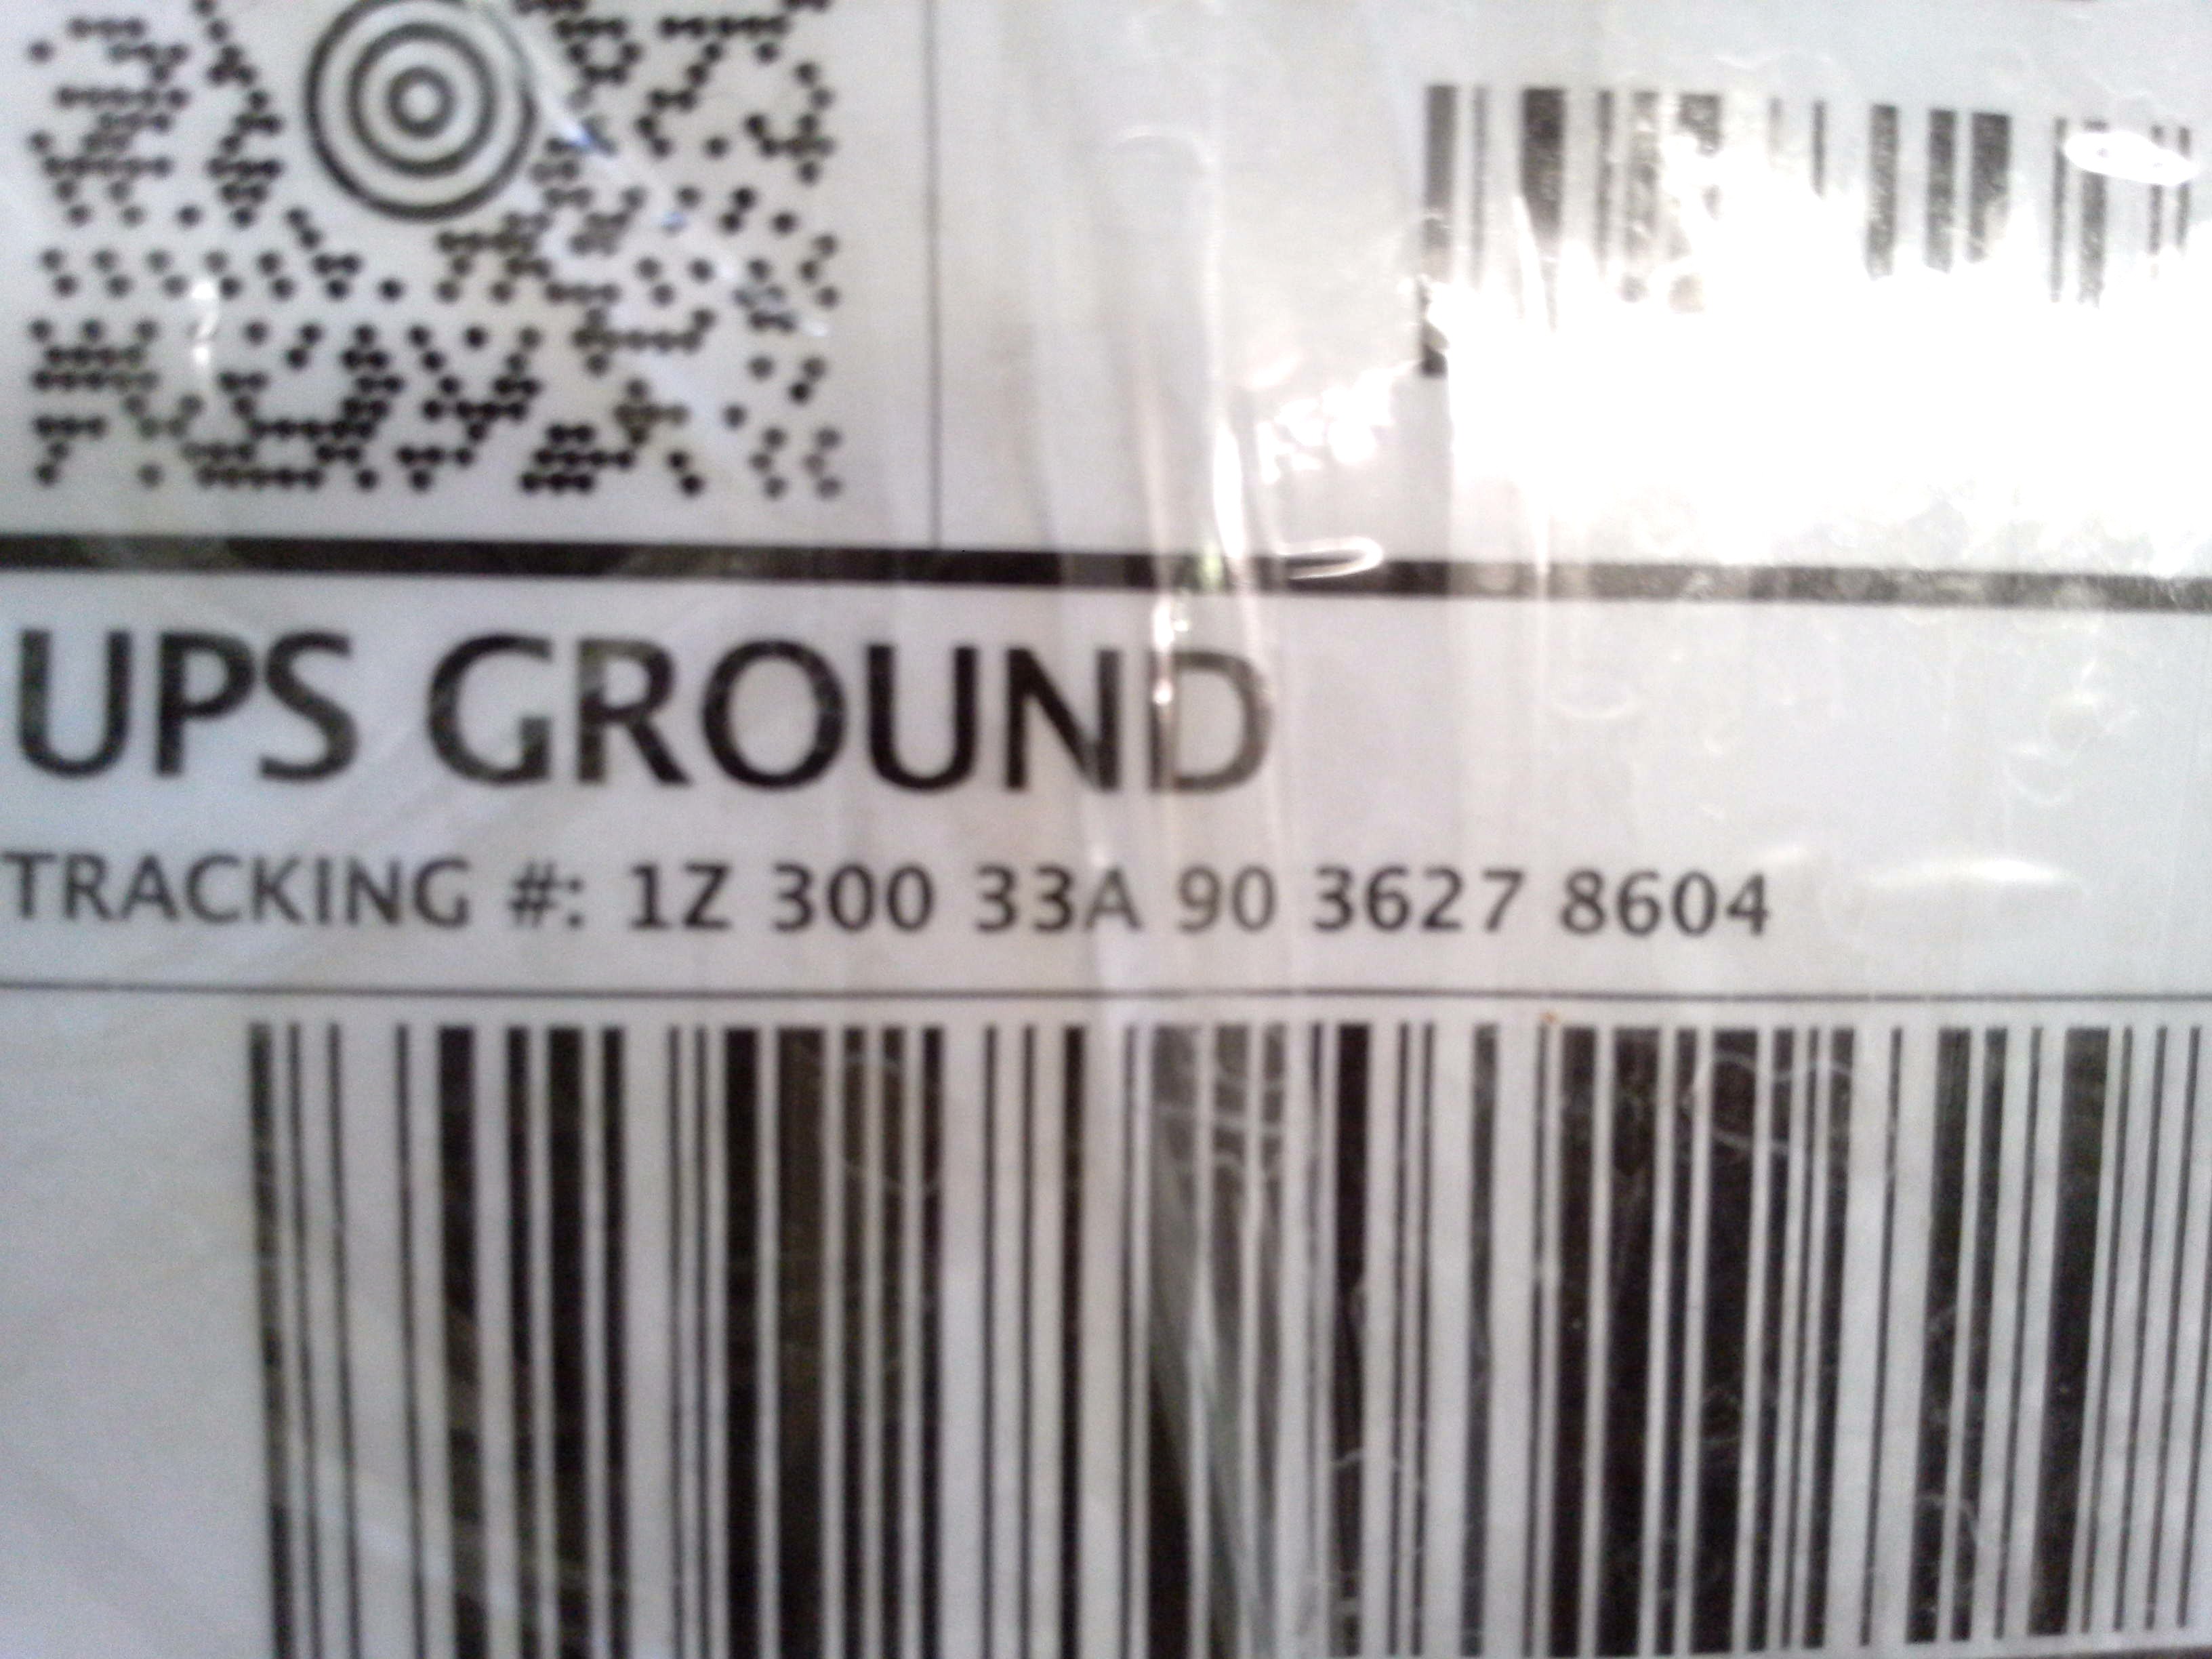 UPS GROUND
TRACKING #: 1Z 300 33A 90 3627 8604